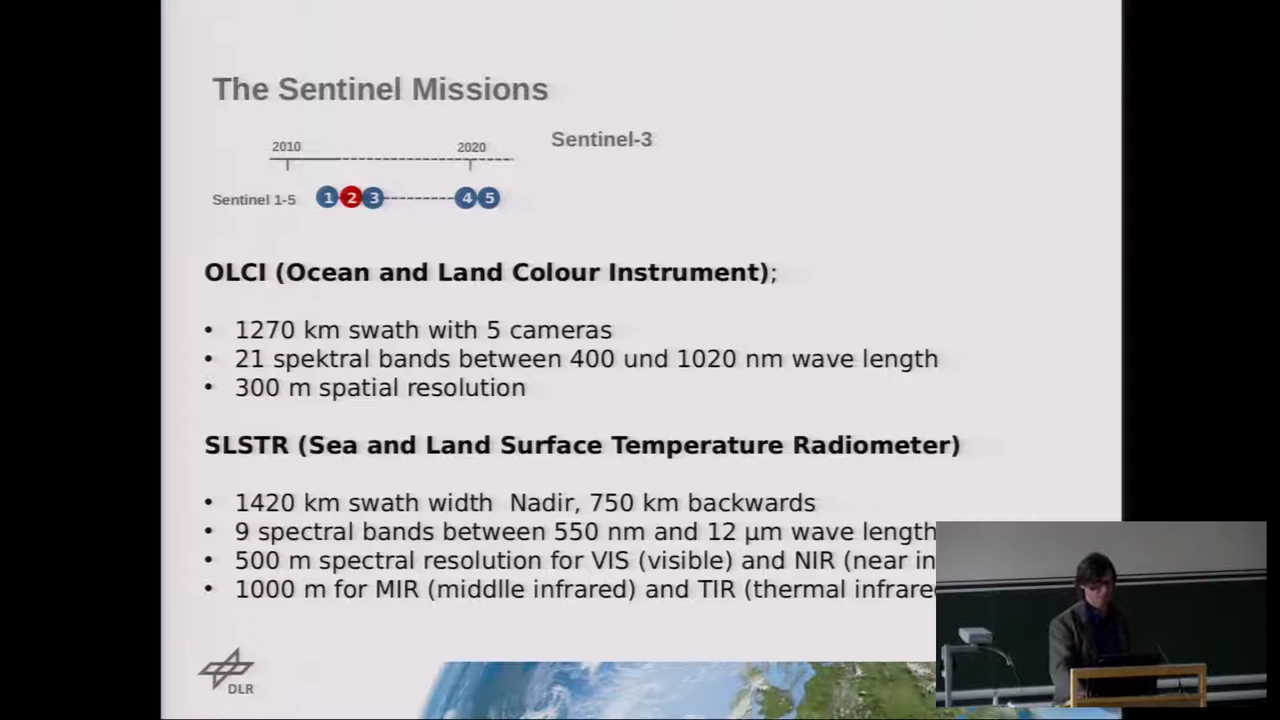 The Sentinel Missions
Sentinel-3
2010 2020
Sentinel 1-5 1 2 3 4 5
OLCI (Ocean and Land Colour Instrument);
• 1270 km swath with 5 cameras
• 21 spektral bands between 400 und 1020 nm wave length
• 300 m spatial resolution
SLSTR (Sea and Land Surface Temperature Radiometer)
• 1420 km swath width Nadir, 750 km backwards
• 9 spectral bands between 550 nm and 12 µm wave length
• 500 m spectral resolution for VIS (visible) and NIR (near
• 1000 m for MIR (middlle infrared) and TIR (thermal
DLR